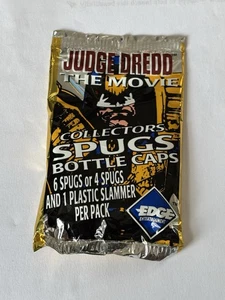 JUDGE DREDD
THE MOVIE
COLLECTORS
SPUGS
BOTTLE CAPS
6 SPUGS or 4 SPUGS
AND 1 PLASTIC SLAMMER
PER PACK
EDGE
ENTERTAINMENT